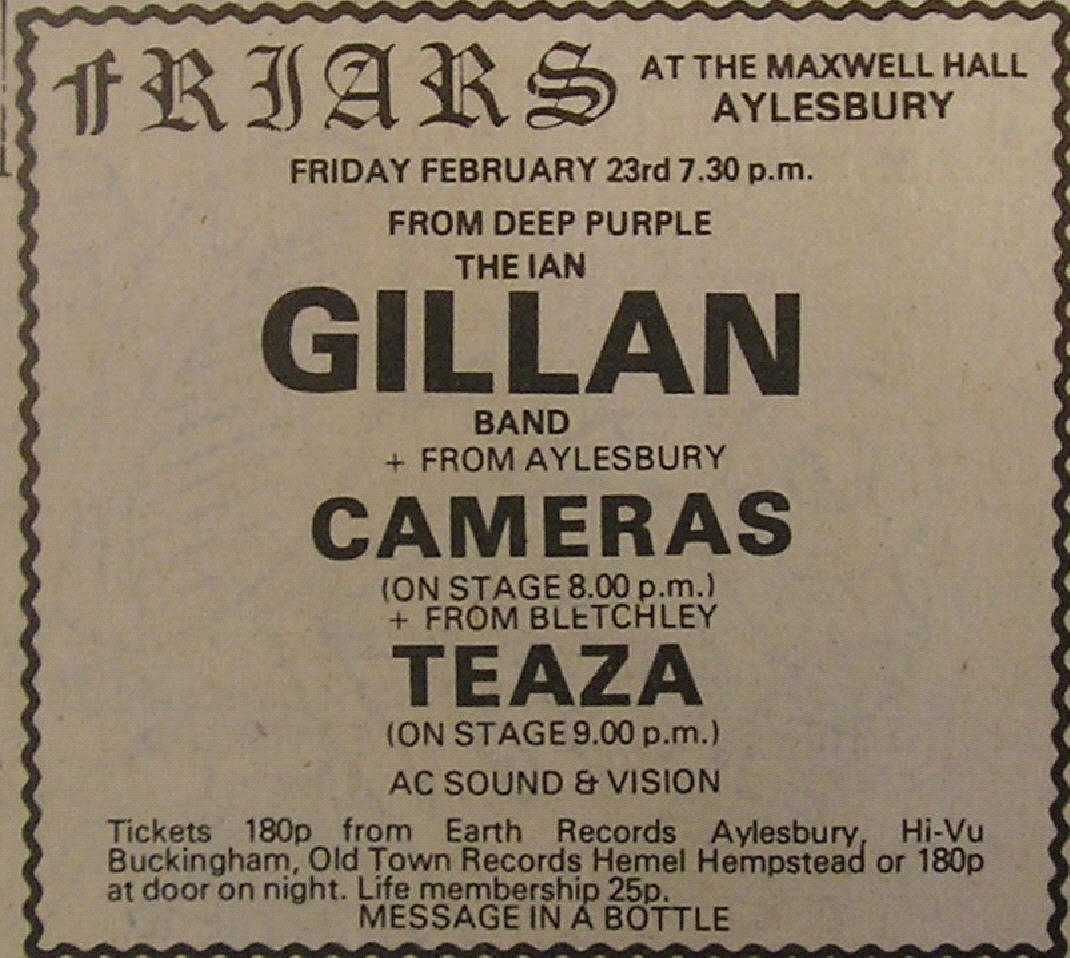 FRIARS AT THE MAXWELL HALL
AYLESBURY
FRIDAY FEBRUARY 23rd 7.30 p.m.
FROM DEEP PURPLE
THE IAN
GILLAN
BAND
+ FROM AYLESBURY
CAMERAS
(ON STAGE 8.00 p.m.)
+ FROM BLETCHLEY
TEAZA
(ON STAGE 9.00 p.m.)
AC SOUND & VISION
Tickets 180p from Earth Records Aylesbury, Hi-Vu
Buckingham, Old Town Records Hemel Hempstead or 180p
at door on night. Life membership 25p.
MESSAGE IN A BOTTLE